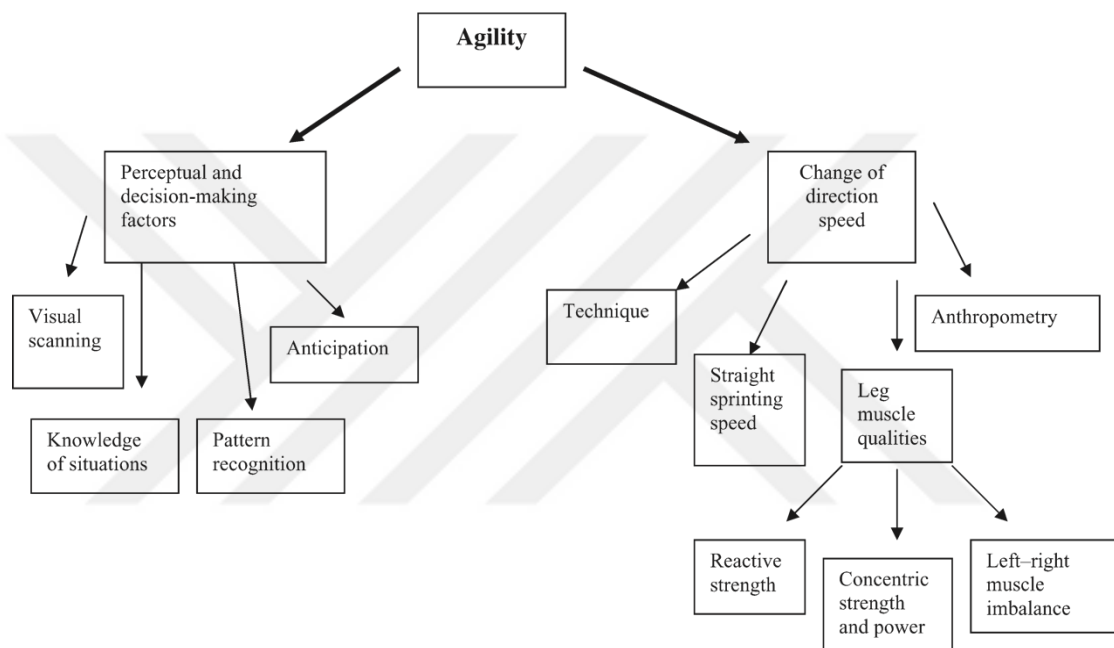 Agility
Perceptual and
decision-making
factors
Change of
direction
speed
Visual
scanning
Anticipation
Technique
Anthropometry
Knowledge
of situations
Pattern
recognition
Straight
sprinting
speed
Leg
muscle
qualities
Reactive
strength
Concentric
strength
and power
Left–right
muscle
imbalance